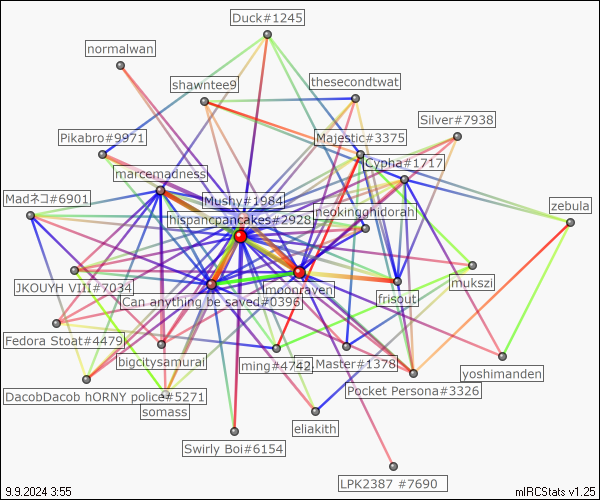 Duck#1245
normalwan
shawntee9
thesecondtwat
Silver#7938
Pikabro#9971
Majestic#3375
marcemadness
Cypha#1717
Madネコ#6901
Mushy#1984
neokingghidorah
zebula
hispancpancakes#2928
JKOUYH VIII#7034
moonraven
mukszi
Can anything be saved#0396
frisout
Fedora Stoat#4479
bigcitysamurai
ming#4742
Master#1378
yoshimanden
DacobDacob hORNY police#5271
Pocket Persona#3326
somass
eliakith
Swirly Boi#6154
LPK2387 #7690
9.9.2024 3:55
mIRCStats v1.25